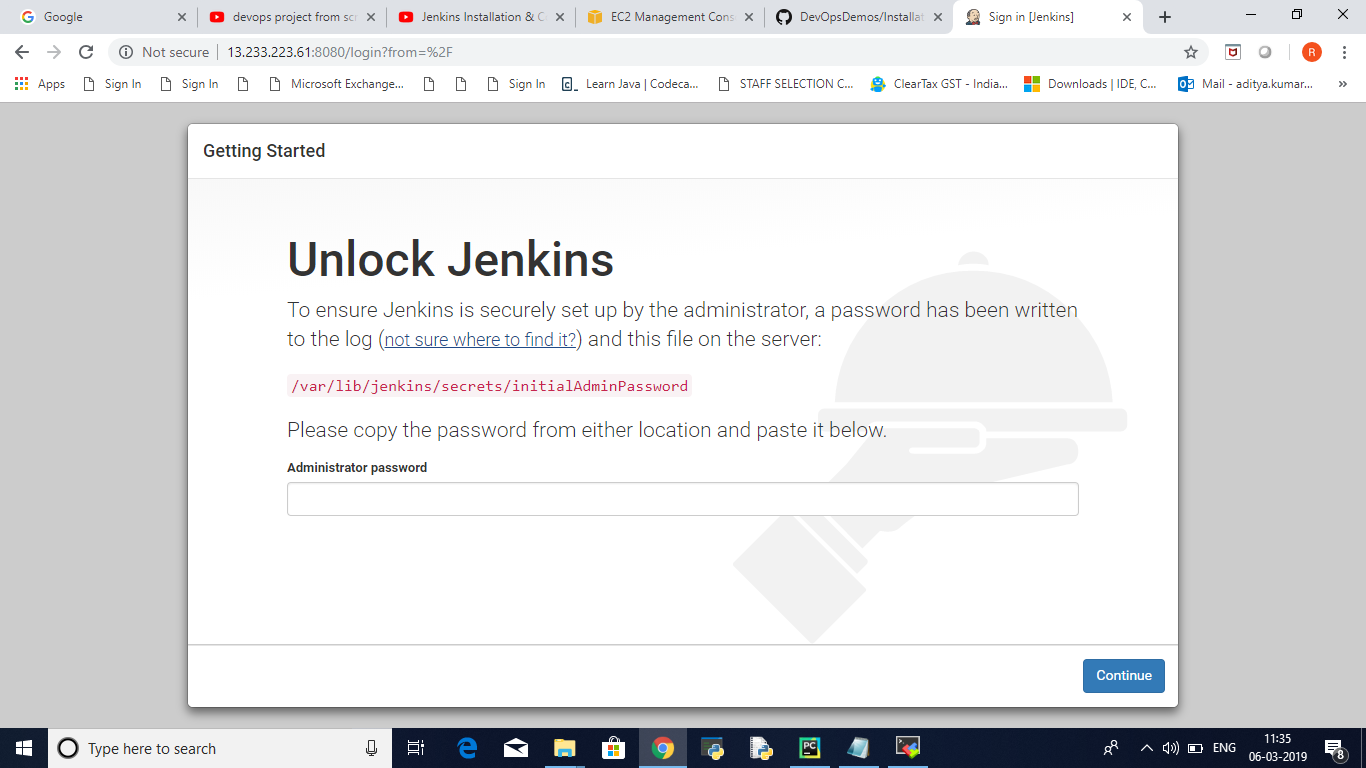 Google
devops project from scr
Jenkins Installation & C
EC2 Management Cons
DevOpsDemos/Installat
Sign in [Jenkins]
Not secure
13.233.223.61:8080/login?from=%2F
R
Apps
Sign In
Sign In
Microsoft Exchange...
Sign In
Learn Java | Codeca...
STAFF SELECTION C...
ClearTax GST - India...
Downloads | IDE, C...
Mail - aditya.kumar...
»
Getting Started
Unlock Jenkins
To ensure Jenkins is securely set up by the administrator, a password has been written
to the log (not sure where to find it?) and this file on the server:
/var/lib/jenkins/secrets/initialAdminPassword
Please copy the password from either location and paste it below.
Administrator password
Continue
Type here to search
PC
ENG
11:35
06-03-2019
8